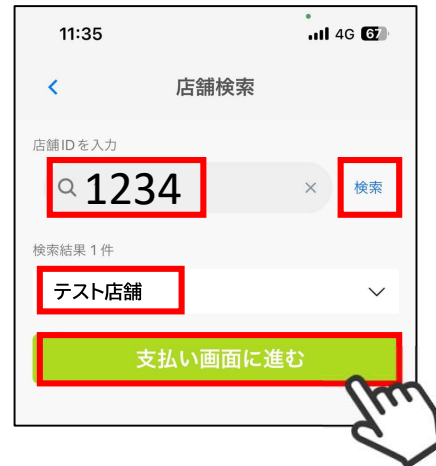 11:35 4G 67
店舗検索
店舗IDを入力
1234 × 検索
検索結果 1 件
テスト店舗
支払い画面に進む